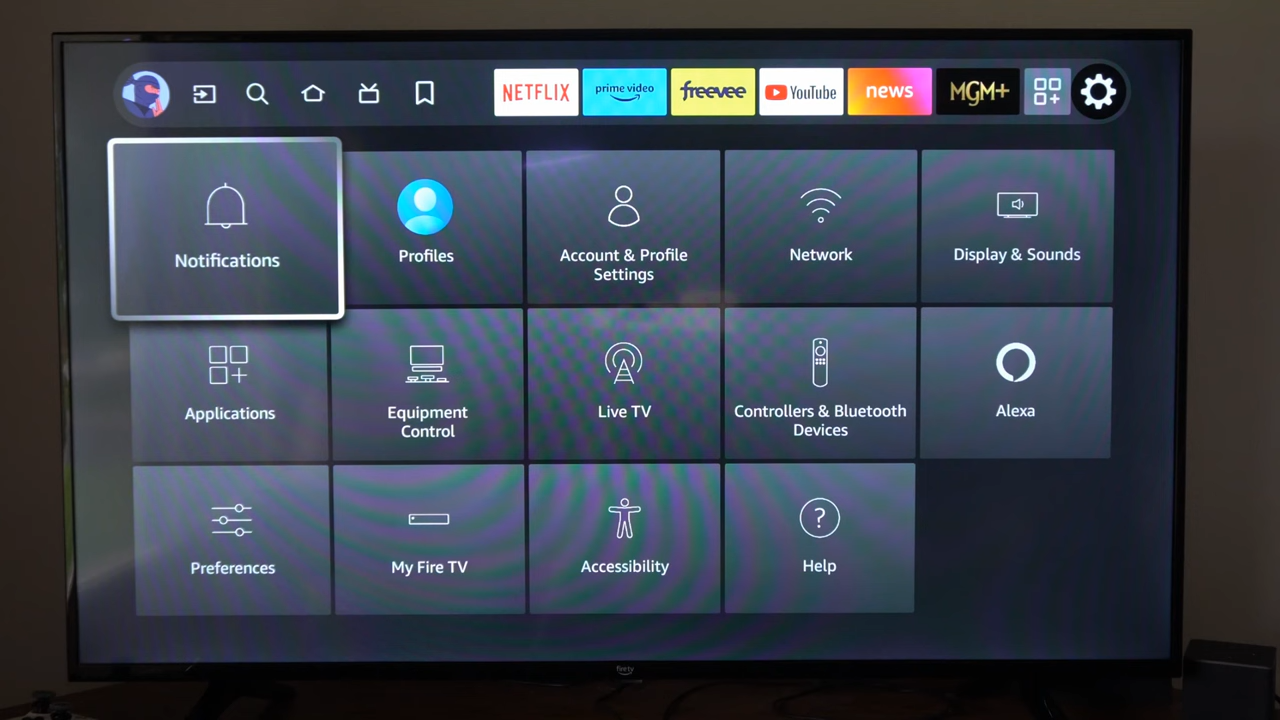 NETFLIX
prime video
freevee
YouTube
news
MGM+
Notifications
Profiles
Account & Profile
Settings
Network
Display & Sounds
Applications
Equipment
Control
Live TV
Controllers & Bluetooth
Devices
Alexa
Preferences
My Fire TV
Accessibility
?
Help
firetv